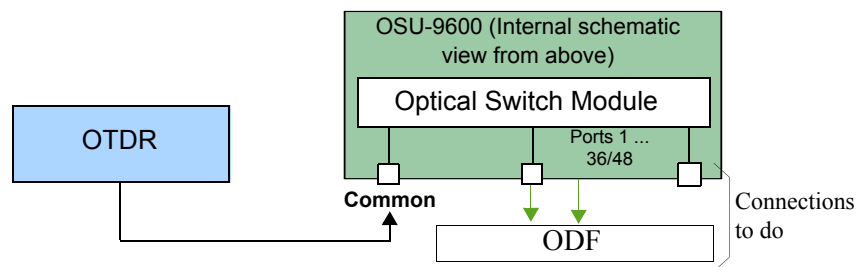 OSU-9600 (Internal schematic
view from above)
Optical Switch Module
OTDR
Ports 1 ...
36/48
Common
Connections
to do
ODF